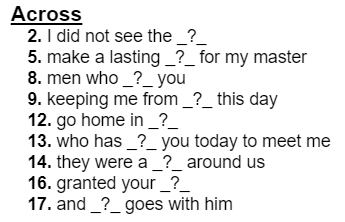 Across
2. I did not see the _?_
5. make a lasting _?_ for my master
8. men who _?_ you
9. keeping me from _?_ this day
12. go home in _?_
13. who has _?_ you today to meet me
14. they were a _?_ around us
16. granted your _?_
17. and _?_ goes with him